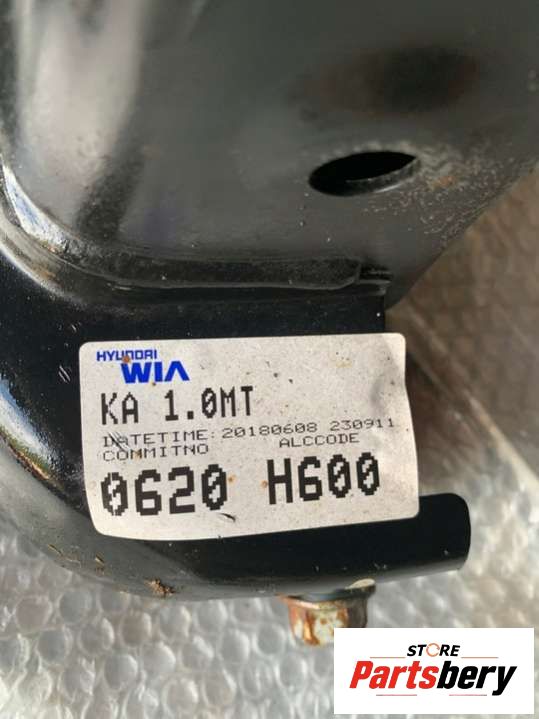 HYUNDAI
WIA
KA 1.0MT
DATETIME: 20180608 230911
COMMITNO ALCCODE
0620 H600
STORE
Partsbery